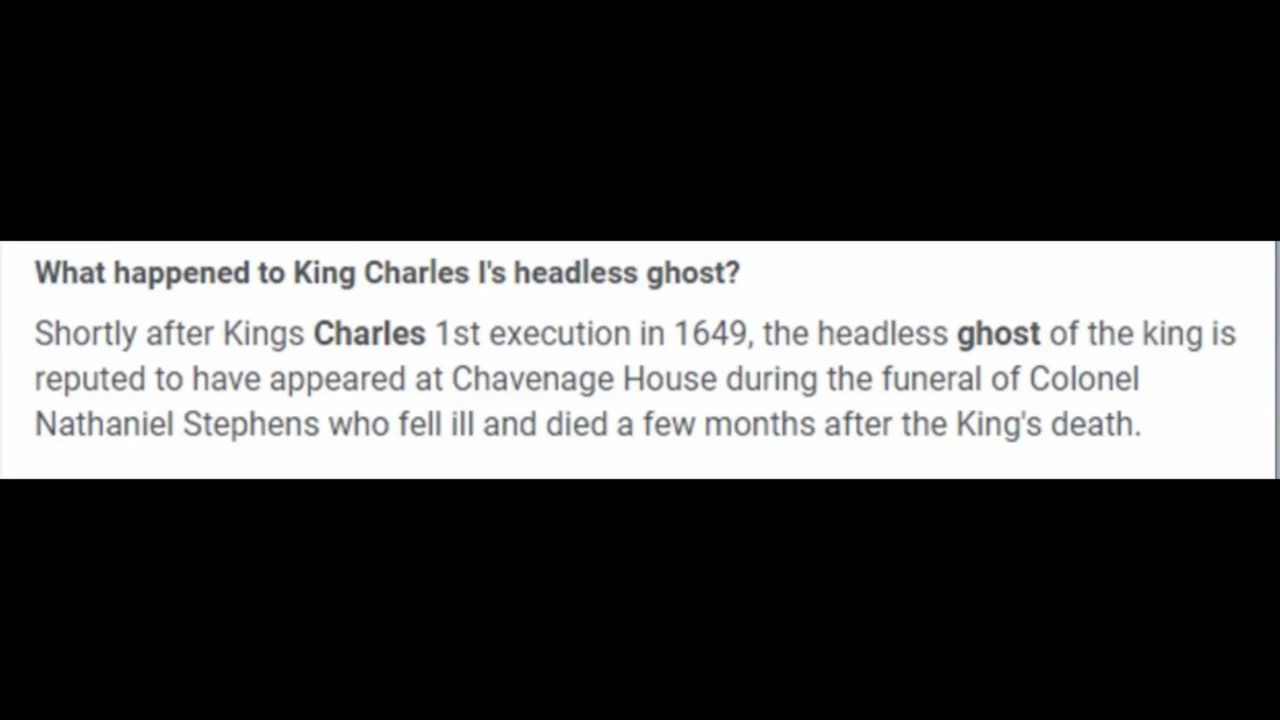 What happened to King Charles I's headless ghost?
Shortly after Kings Charles 1st execution in 1649, the headless ghost of the king is
reputed to have appeared at Chavenage House during the funeral of Colonel
Nathaniel Stephens who fell ill and died a few months after the King's death.